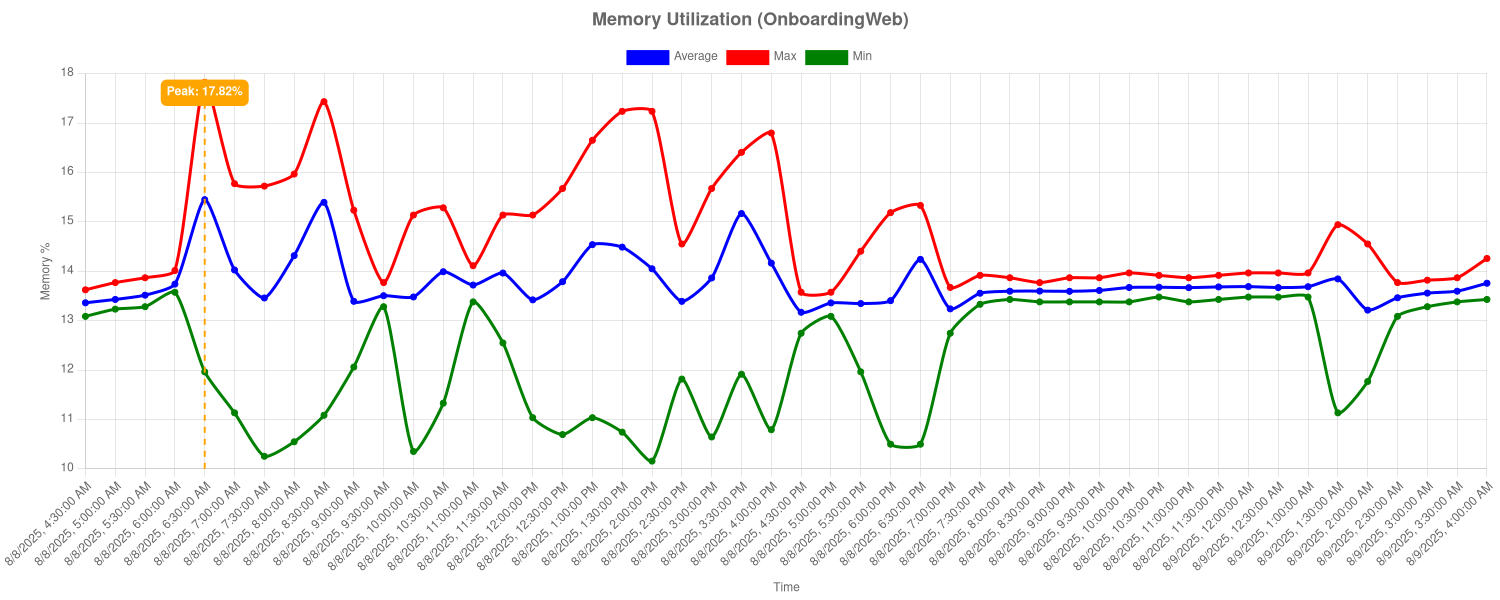 Memory Utilization (OnboardingWeb)
Average Max Min
Peak: 17.82%
18
17
16
15
14
13
12
11
10
Memory %
8/8/2025, 4:30:00 AM
8/8/2025, 5:00:00 AM
8/8/2025, 5:30:00 AM
8/8/2025, 6:00:00 AM
8/8/2025, 6:30:00 AM
8/8/2025, 7:00:00 AM
8/8/2025, 7:30:00 AM
8/8/2025, 8:00:00 AM
8/8/2025, 8:30:00 AM
8/8/2025, 9:00:00 AM
8/8/2025, 9:30:00 AM
8/8/2025, 10:00:00 AM
8/8/2025, 10:30:00 AM
8/8/2025, 11:00:00 AM
8/8/2025, 11:30:00 AM
8/8/2025, 12:00:00 PM
8/8/2025, 12:30:00 PM
8/8/2025, 1:00:00 PM
8/8/2025, 1:30:00 PM
8/8/2025, 2:00:00 PM
8/8/2025, 2:30:00 PM
8/8/2025, 3:00:00 PM
8/8/2025, 3:30:00 PM
8/8/2025, 4:00:00 PM
8/8/2025, 4:30:00 PM
8/8/2025, 5:00:00 PM
8/8/2025, 5:30:00 PM
8/8/2025, 6:00:00 PM
8/8/2025, 6:30:00 PM
8/8/2025, 7:00:00 PM
8/8/2025, 7:30:00 PM
8/8/2025, 8:00:00 PM
8/8/2025, 8:30:00 PM
8/8/2025, 9:00:00 PM
8/8/2025, 9:30:00 PM
8/8/2025, 10:00:00 PM
8/8/2025, 10:30:00 PM
8/8/2025, 11:00:00 PM
8/8/2025, 11:30:00 PM
8/9/2025, 12:00:00 AM
8/9/2025, 12:30:00 AM
8/9/2025, 1:00:00 AM
8/9/2025, 1:30:00 AM
8/9/2025, 2:00:00 AM
8/9/2025, 2:30:00 AM
8/9/2025, 3:00:00 AM
8/9/2025, 3:30:00 AM
8/9/2025, 4:00:00 AM
Time